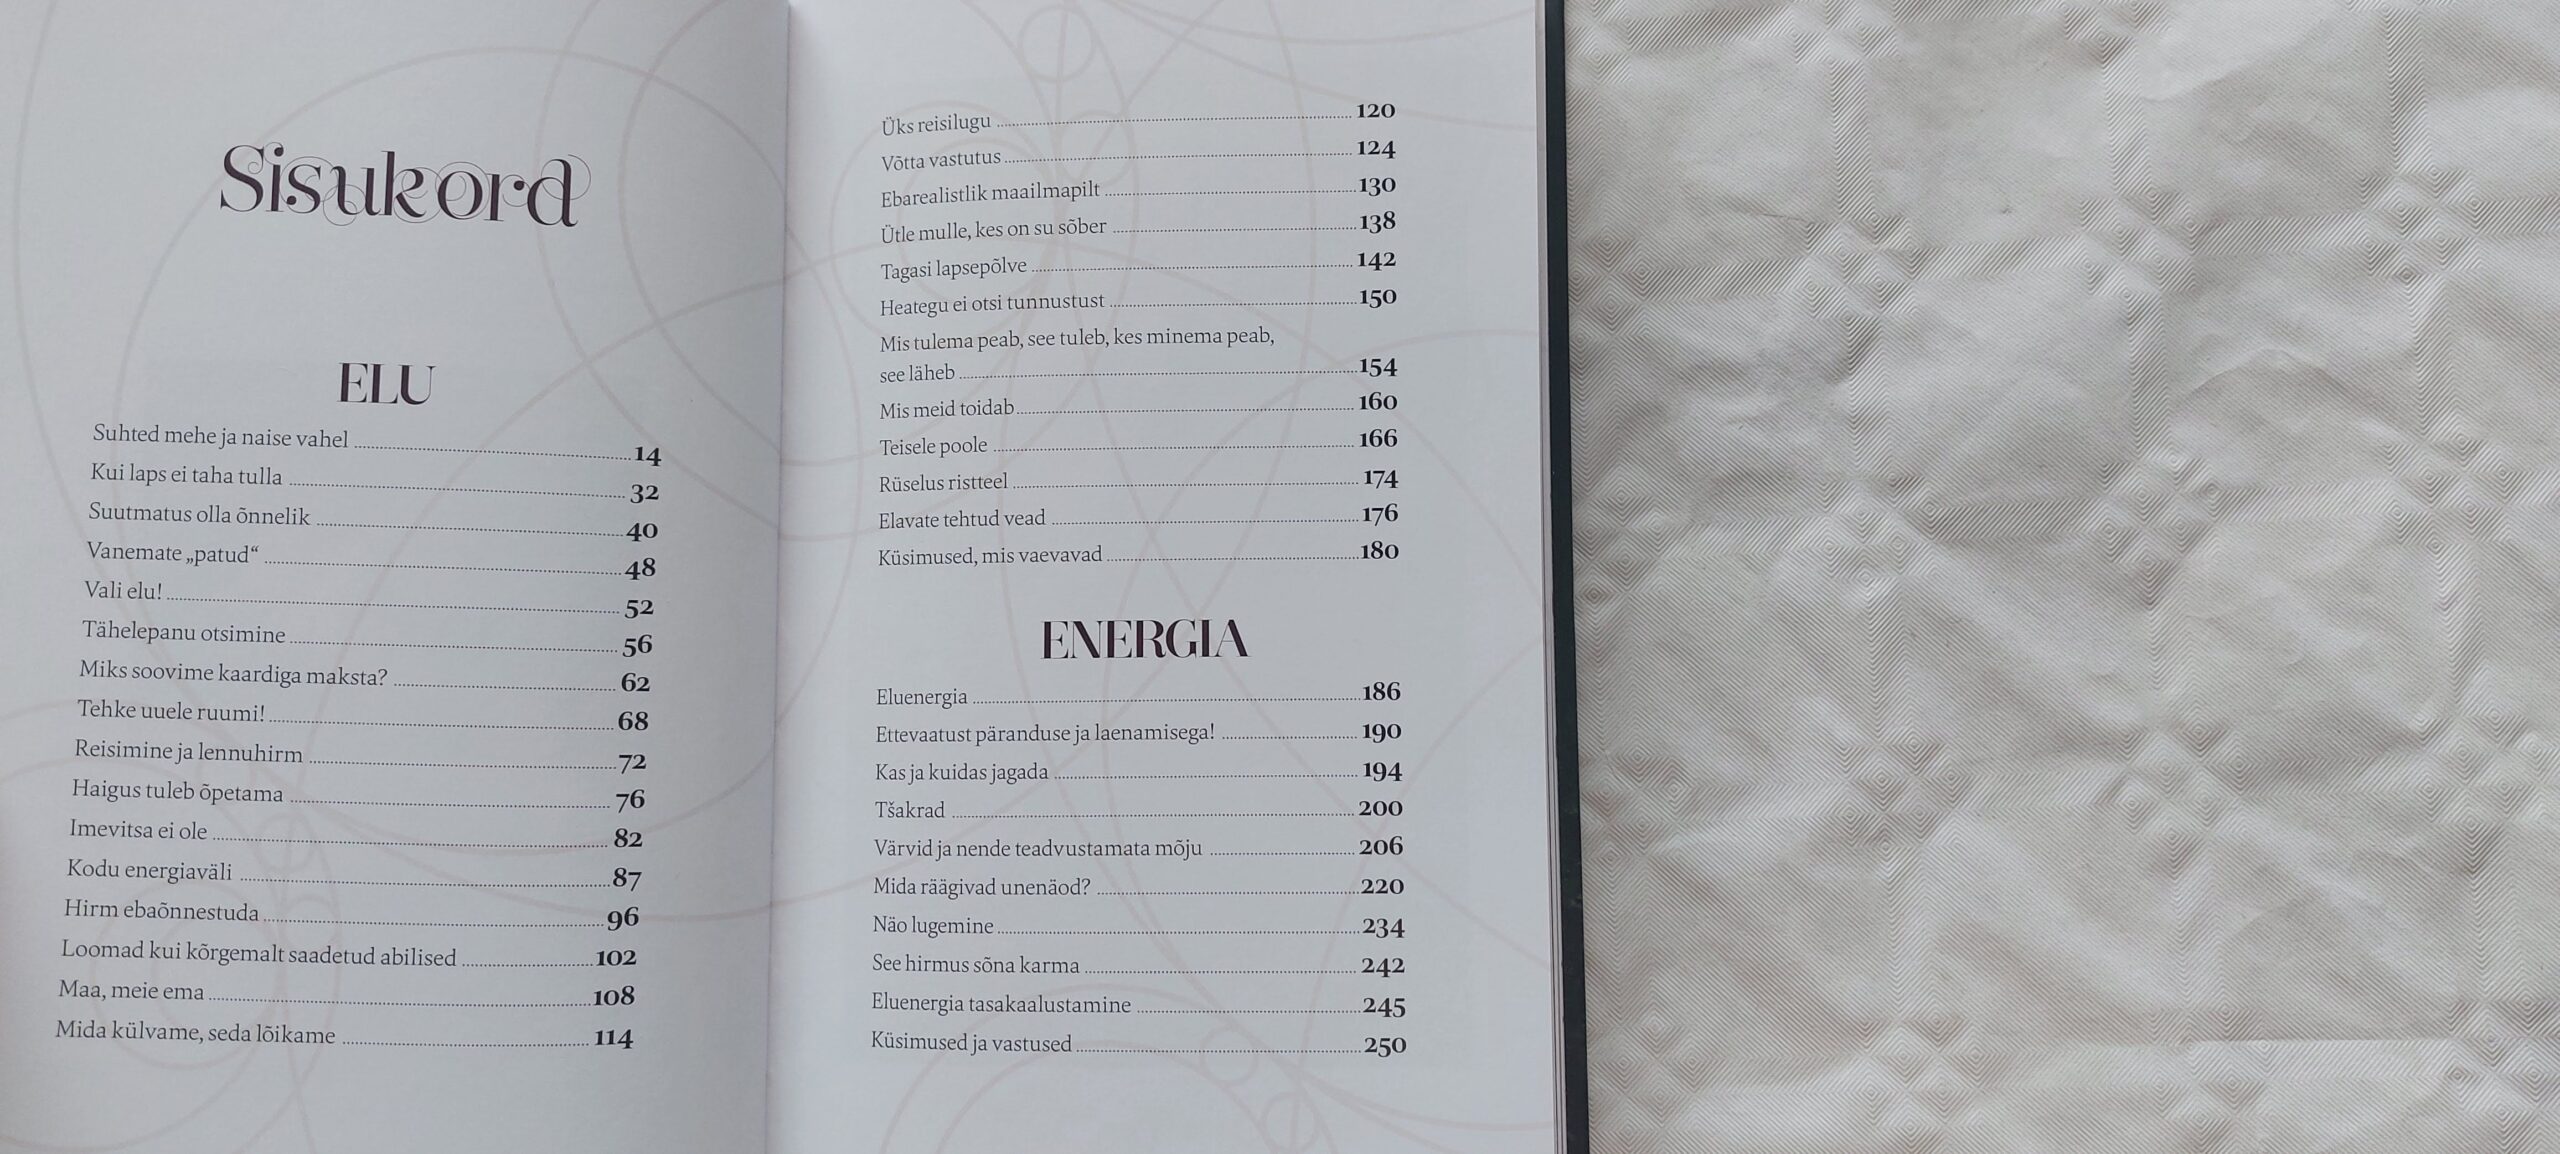 Sisukord
ELU
Suhted mehe ja naise vahel 14
Kui laps ei taha tulla 32
Suutmatus olla õnnelik 40
Vanemate „patud“ 48
Vali elu! 52
Tähelepanu otsimine 56
Miks soovime kaardiga maksta? 62
Tehke uuele ruumi! 68
Reisimine ja lennuhirm 72
Haigus tuleb õpetama 76
Imevitsa ei ole 82
Kodu energiaväli 87
Hirm ebaõnnestuda 96
Loomad kui kõrgemalt saadetud abilised 102
Maa, meie ema 108
Mida külvame, seda lõikame 114
Üks reisilugu 120
Võtta vastutus 124
Ebarealistlik maailmapilt 130
Ütle mulle, kes on su sõber 138
Tagasi lapsepõlve 142
Heategu ei otsi tunnustust 150
Mis tulema peab, see tuleb, kes minema peab,
see läheb 154
Mis meid toidab 160
Teisele poole 166
Rüselus ristteel 174
Elavate tehtud vead 176
Küsimused, mis vaevavad 180
ENERGIA
Eluenergia 186
Ettevaatust päranduse ja laenamisega! 190
Kas ja kuidas jagada 194
Tšakrad 200
Värvid ja nende teadvustamata mõju 206
Mida räägivad unenäod? 220
Näo lugemine 234
See hirmus sõna karma 242
Eluenergia tasakaalustamine 245
Küsimused ja vastused 250